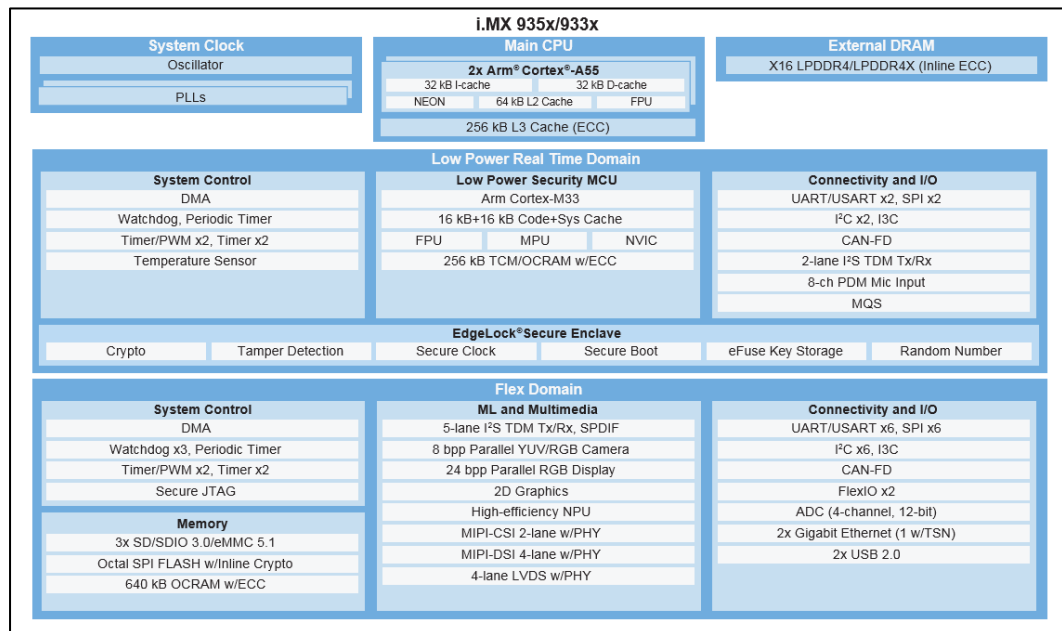 i.MX 935x/933x
System Clock
Oscillator
PLLs
Main CPU
2x Arm® Cortex®-A55
32 kB I-cache 32 kB D-cache
NEON 64 kB L2 Cache FPU
256 kB L3 Cache (ECC)
External DRAM
X16 LPDDR4/LPDDR4X (Inline ECC)
Low Power Real Time Domain
System Control
DMA
Watchdog, Periodic Timer
Timer/PWM x2, Timer x2
Temperature Sensor
Low Power Security MCU
Arm Cortex-M33
16 kB+16 kB Code+Sys Cache
FPU MPU NVIC
256 kB TCM/OCRAM w/ECC
Connectivity and I/O
UART/USART x2, SPI x2
I²C x2, I3C
CAN-FD
2-lane I²S TDM Tx/Rx
8-ch PDM Mic Input
MQS
EdgeLock®Secure Enclave
Crypto Tamper Detection Secure Clock Secure Boot eFuse Key Storage Random Number
Flex Domain
System Control
DMA
Watchdog x3, Periodic Timer
Timer/PWM x2, Timer x2
Secure JTAG
Memory
3x SD/SDIO 3.0/eMMC 5.1
Octal SPI FLASH w/Inline Crypto
640 kB OCRAM w/ECC
ML and Multimedia
5-lane I²S TDM Tx/Rx, SPDIF
8 bpp Parallel YUV/RGB Camera
24 bpp Parallel RGB Display
2D Graphics
High-efficiency NPU
MIPI-CSI 2-lane w/PHY
MIPI-DSI 4-lane w/PHY
4-lane LVDS w/PHY
Connectivity and I/O
UART/USART x6, SPI x6
I²C x6, I3C
CAN-FD
FlexIO x2
ADC (4-channel, 12-bit)
2x Gigabit Ethernet (1 w/TSN)
2x USB 2.0